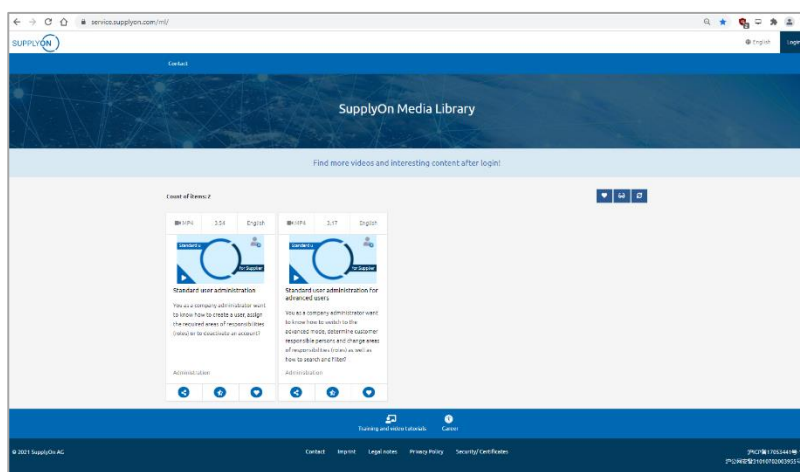 service.supplyon.com/ml/
SUPPLYON
English
Login
Contact
SupplyOn Media Library
Find more videos and interesting content after login!
Count of items: 2
MP4 3:54 English
MP4 5:17 English
Standard u
for Supplier
Standard u
for Supplier
Standard user administration
You as a company administrator want
to know how to create a user, assign
the required areas of responsibilities
(roles) or to deactivate an account?
Administration
Standard user administration for
advanced users
You as a company administrator want
to know how to switch to the
advanced mode, determine customer
responsible persons and change areas
of responsibilities (roles) as well as
how to search and filter?
Administration
Training and video tutorials
Career
© 2021 SupplyOn AG
Contact Imprint Legal notes Privacy Policy Security/Certificates